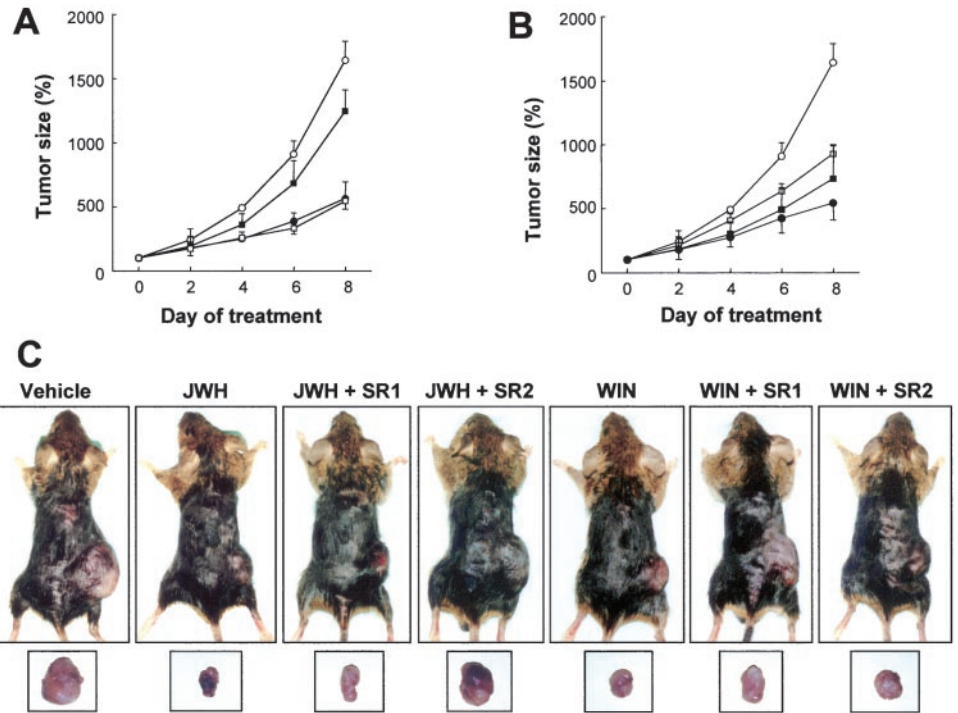 A
B
Tumor size (%)
2000
1500
1000
500
0
0 2 4 6 8
Day of treatment
Tumor size (%)
2000
1500
1000
500
0
0 2 4 6 8
Day of treatment
C
Vehicle JWH JWH + SR1 JWH + SR2 WIN WIN + SR1 WIN + SR2